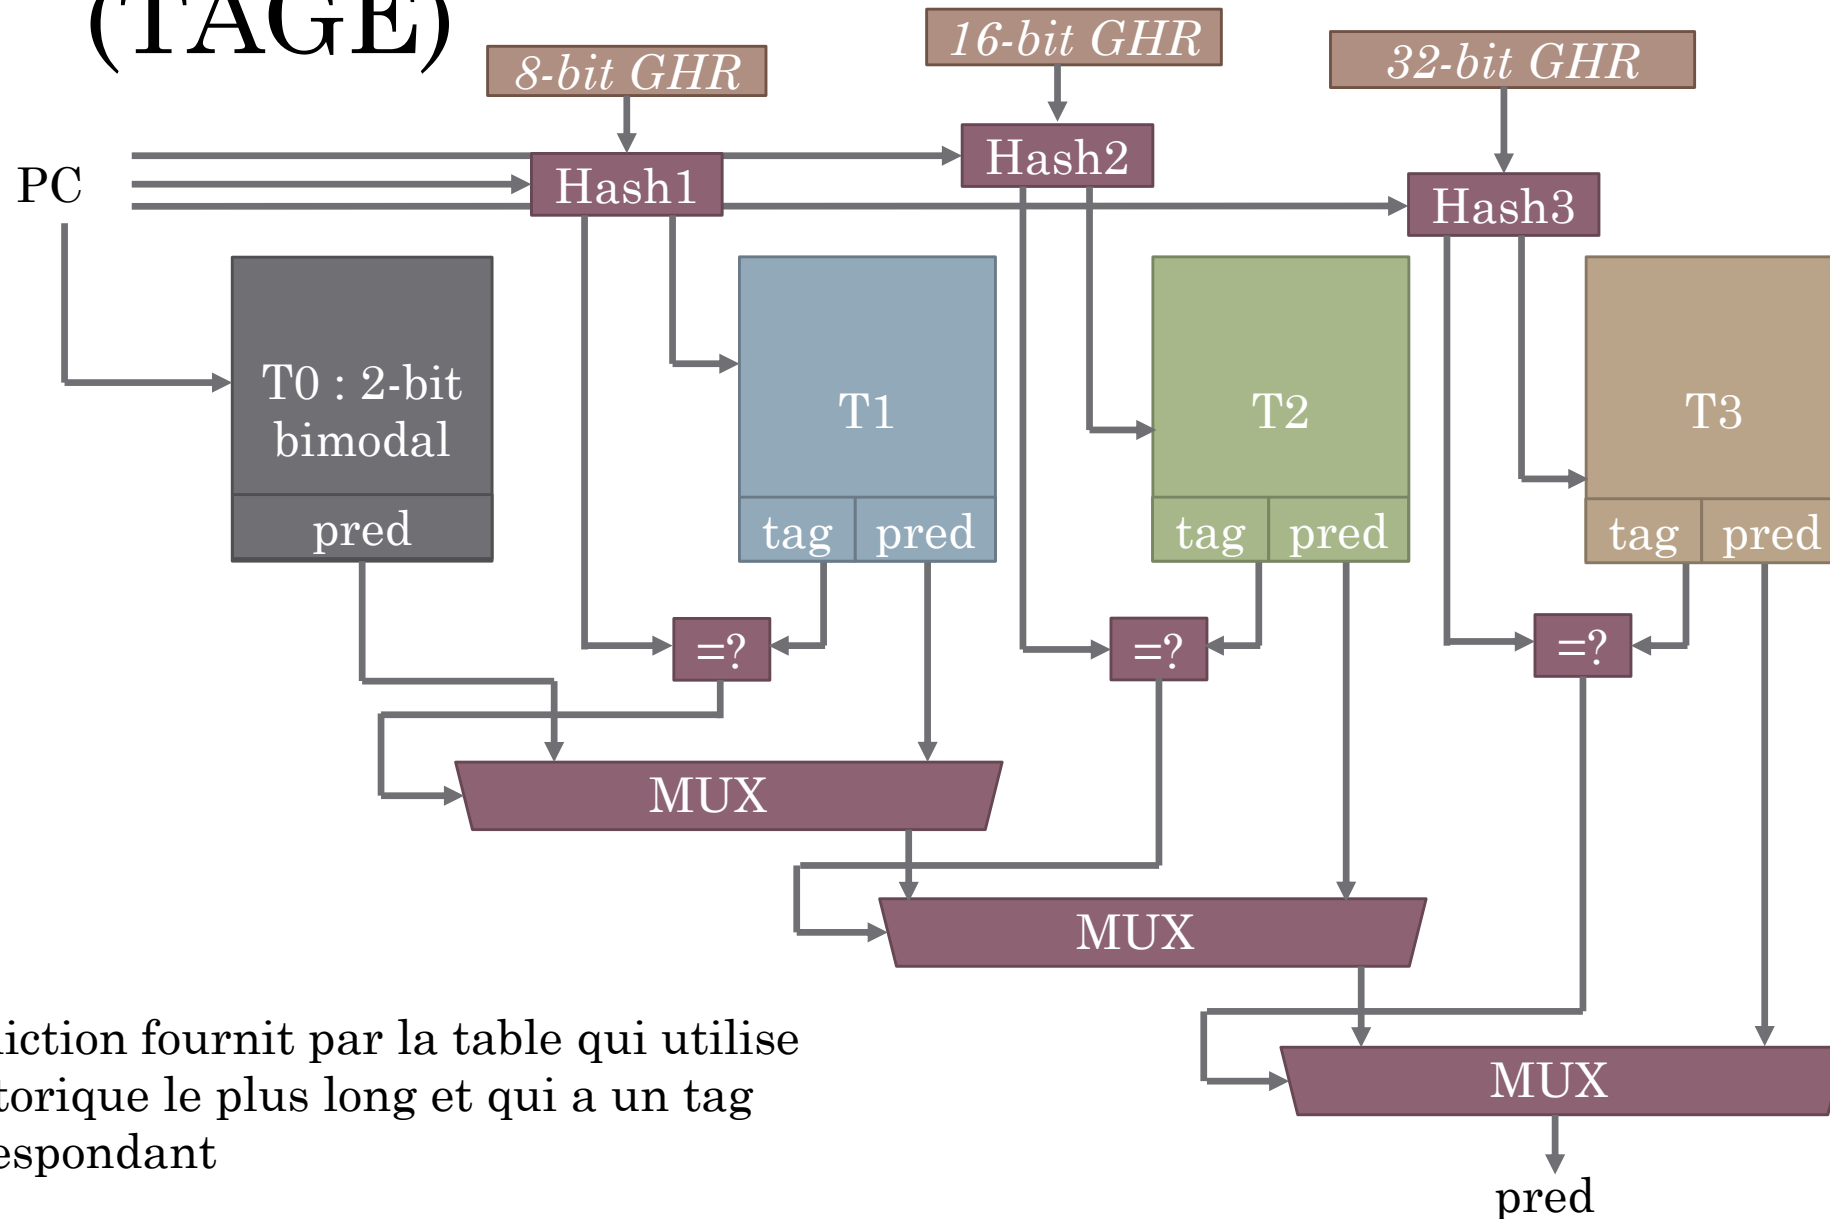 (TAGE)
8-bit GHR
16-bit GHR
32-bit GHR
PC
Hash1
Hash2
Hash3
T0 : 2-bit
bimodal
pred
T1
tag pred
T2
tag pred
T3
tag pred
=?
=?
=?
MUX
MUX
MUX
pred
iction fournit par la table qui utilise
torique le plus long et qui a un tag
espondant